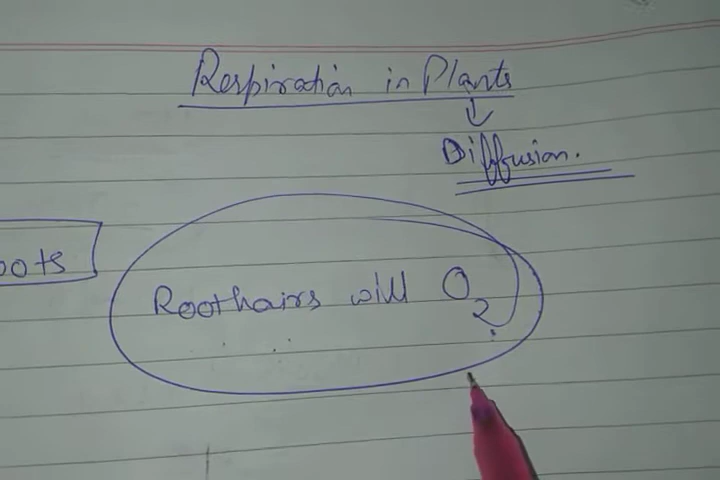 Respiration in Plants
↓
Diffusion.
oots
Roothairs will O2